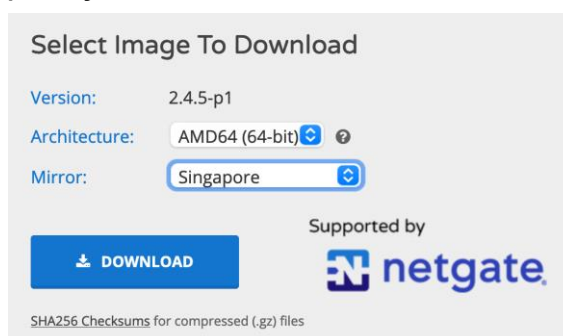 Select Image To Download
Version: 2.4.5-p1
Architecture: AMD64 (64-bit)
Mirror: Singapore
Supported by
DOWNLOAD
netgate
SHA256 Checksums for compressed (.gz) files